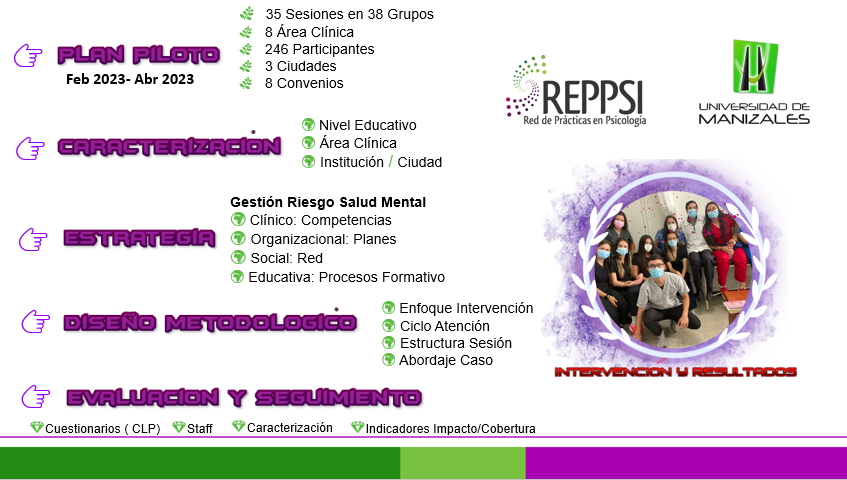 PLAN PILOTO
Feb 2023- Abr 2023
35 Sesiones en 38 Grupos
8 Área Clínica
246 Participantes
3 Ciudades
8 Convenios
REPPSI
Red de Prácticas en Psicología
UNIVERSIDAD DE
MANIZALES
CARACTERIZACIÓN
Nivel Educativo
Área Clínica
Institución / Ciudad
ESTRATEGIA
Gestión Riesgo Salud Mental
Clínico: Competencias
Organizacional: Planes
Social: Red
Educativa: Procesos Formativo
DISEÑO METODOLOGICO
Enfoque Intervención
Ciclo Atención
Estructura Sesión
Abordaje Caso
INTERVENCION Y RESULTADOS
EVALUACION Y SEGUIMIENTO
Cuestionarios ( CLP) Staff Caracterización Indicadores Impacto/Cobertura